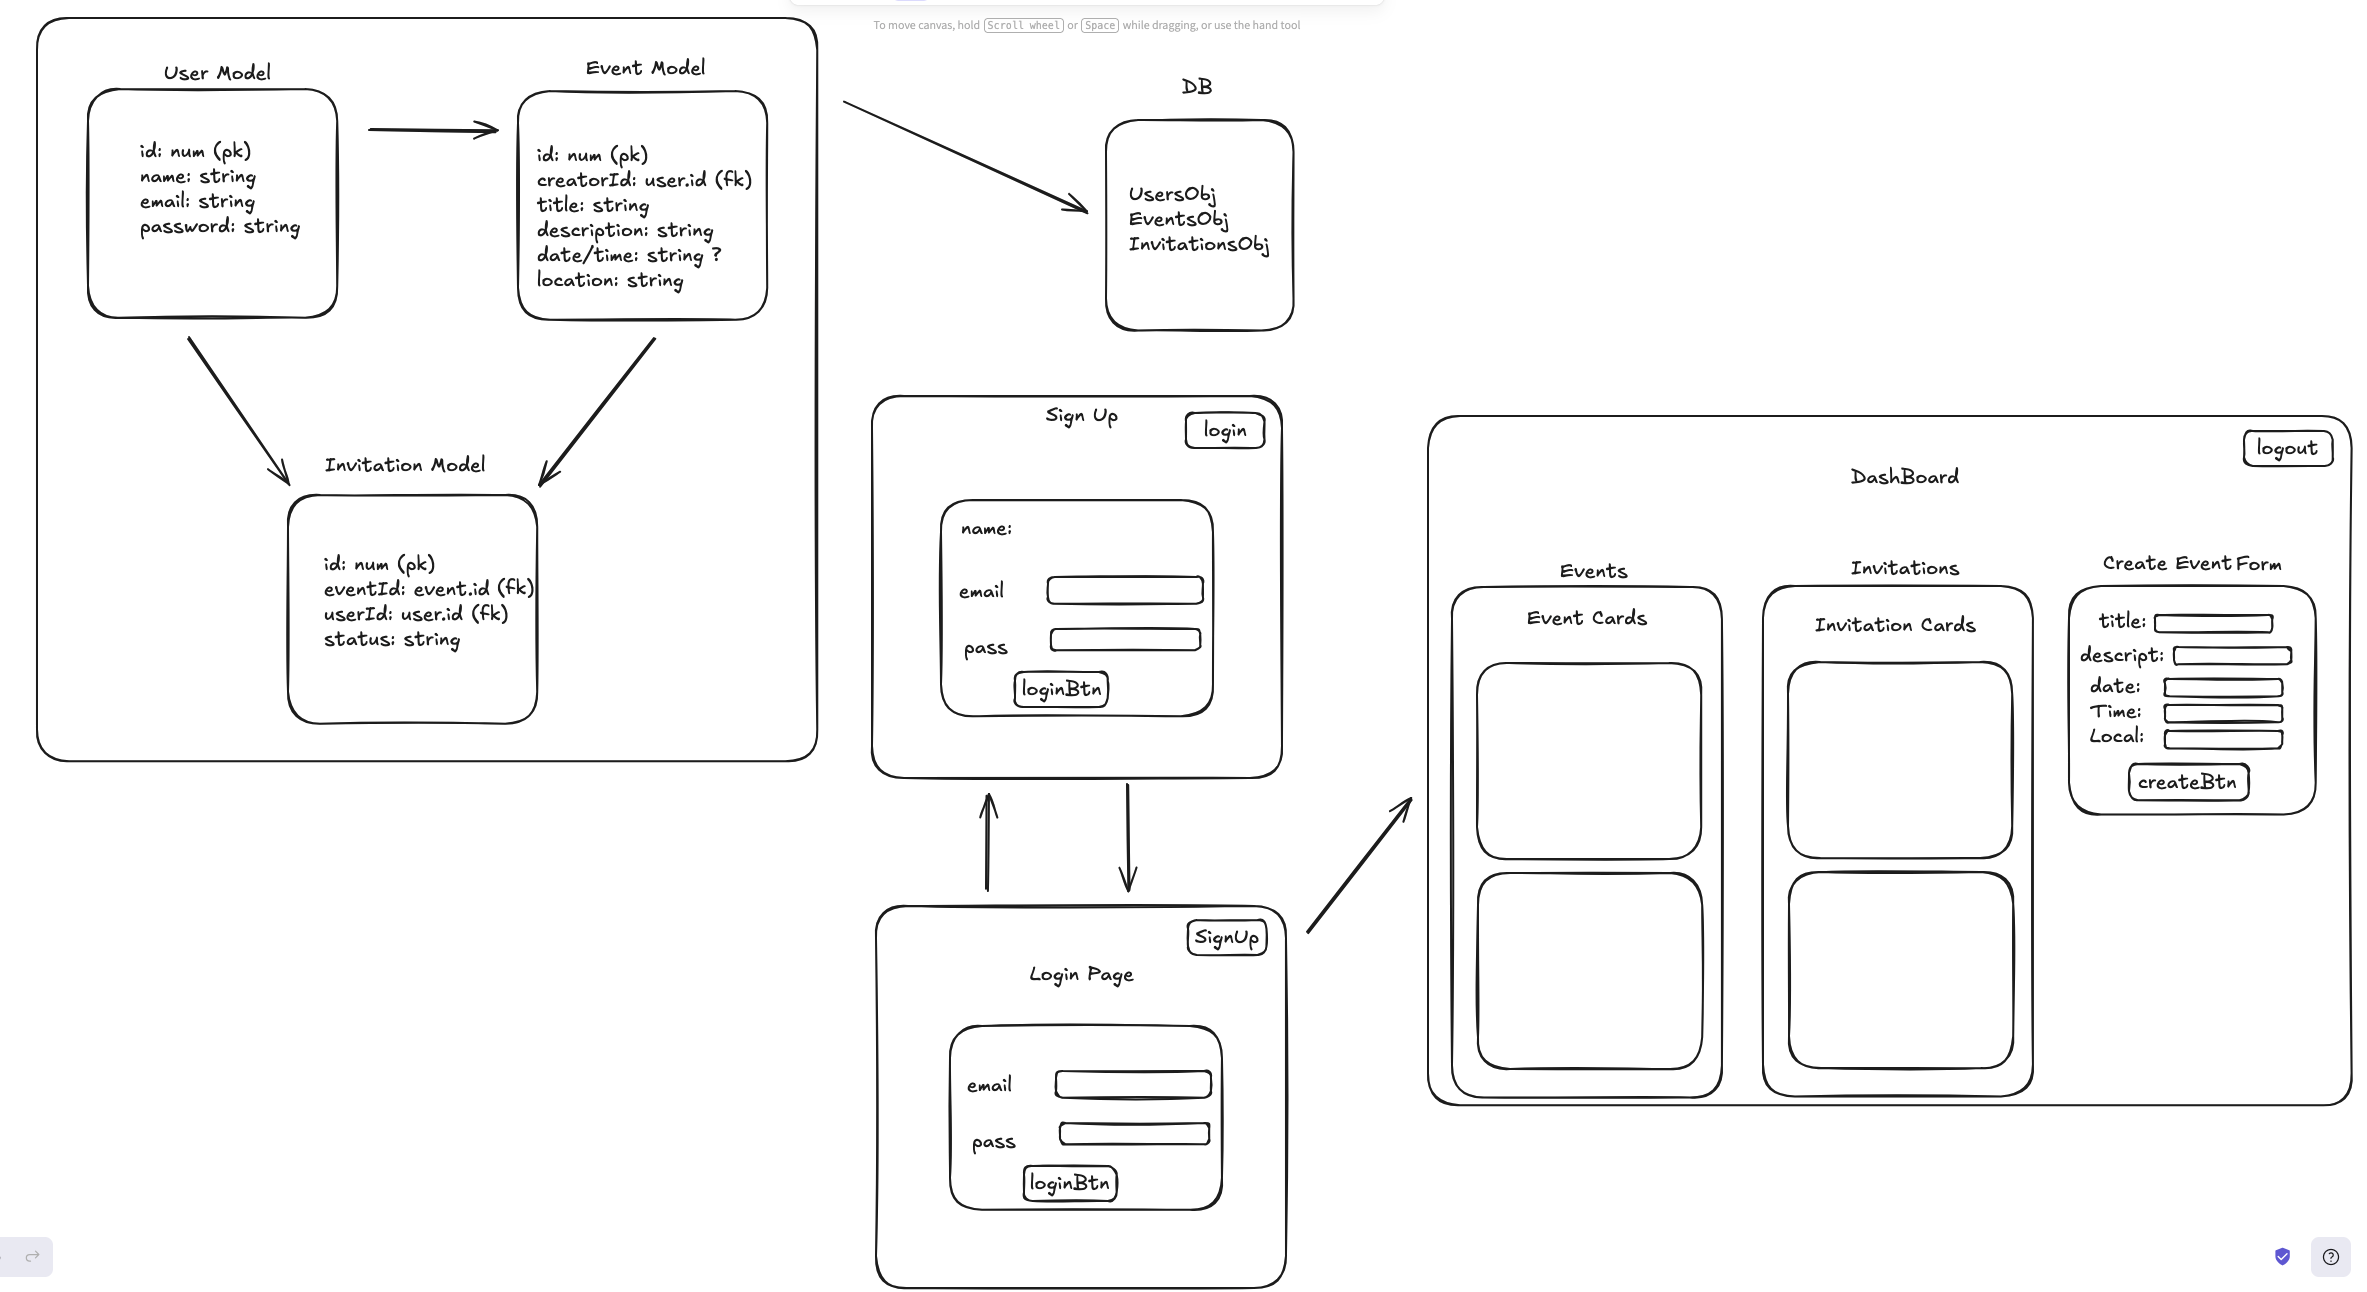 To move canvas, hold Scroll wheel or Space while dragging, or use the hand tool
User Model
id: num (pk)
name: string
email: string
password: string
Event Model
id: num (pk)
creatorId: user.id (fk)
title: string
description: string
date/time: string ?
location: string
Invitation Model
id: num (pk)
eventId: event.id (fk)
userId: user.id (fk)
status: string
DB
UsersObj
EventsObj
InvitationsObj
Sign Up
login
name:
email
pass
loginBtn
SignUp
Login Page
email
pass
loginBtn
logout
DashBoard
Events
Event Cards
Invitations
Invitation Cards
Create Event Form
title:
descript:
date:
Time:
Local:
createBtn